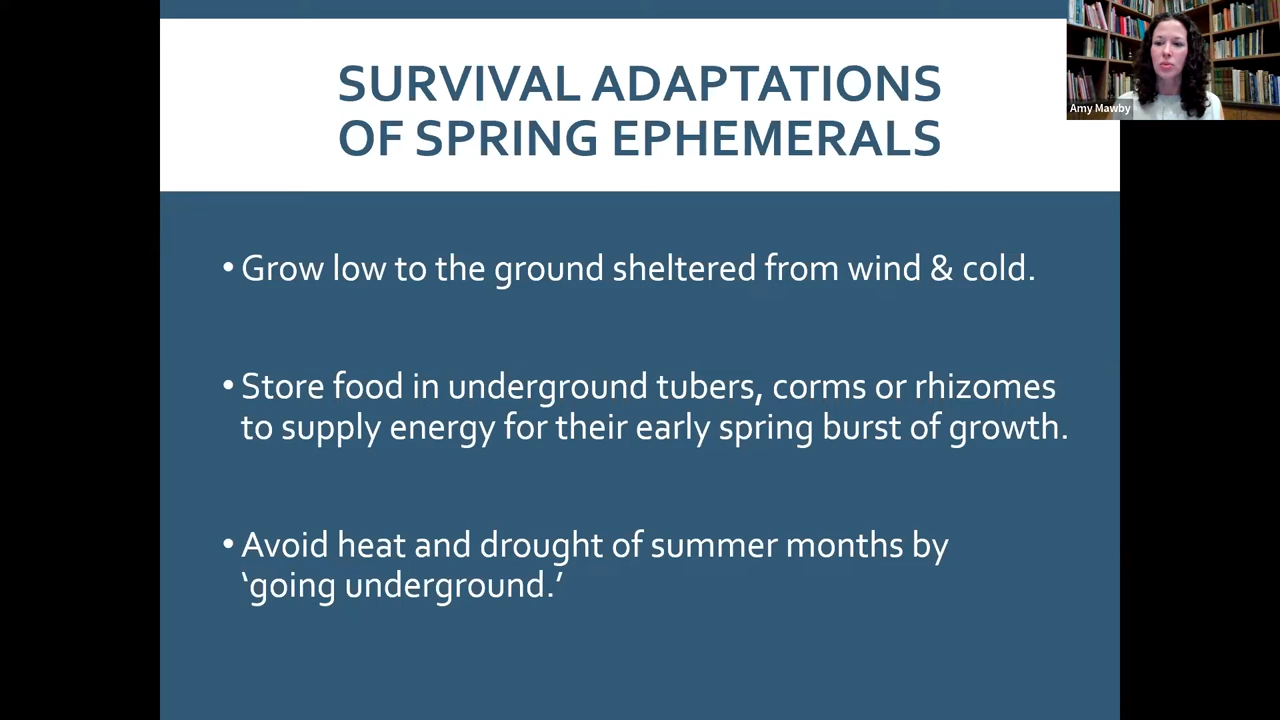 SURVIVAL ADAPTATIONS
OF SPRING EPHEMERALS
Amy Mawby
• Grow low to the ground sheltered from wind & cold.
• Store food in underground tubers, corms or rhizomes
to supply energy for their early spring burst of growth.
• Avoid heat and drought of summer months by
‘going underground.’